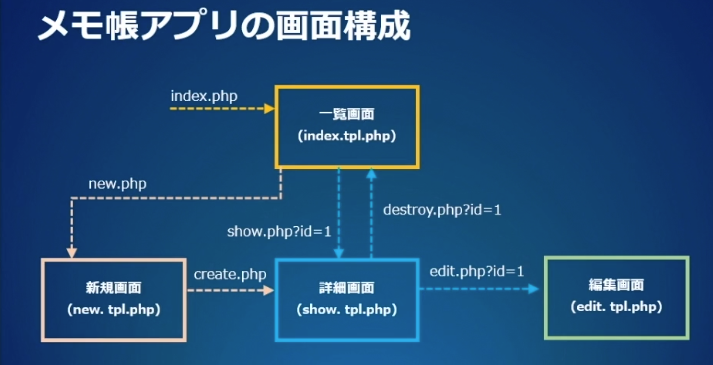 メモ帳アプリの画面構成
index.php
一覧画面
(index.tpl.php)
new.php
destroy.php?id=1
show.php?id=1
新規画面
(new. tpl.php)
create.php
詳細画面
(show. tpl.php)
edit.php?id=1
編集画面
(edit. tpl.php)